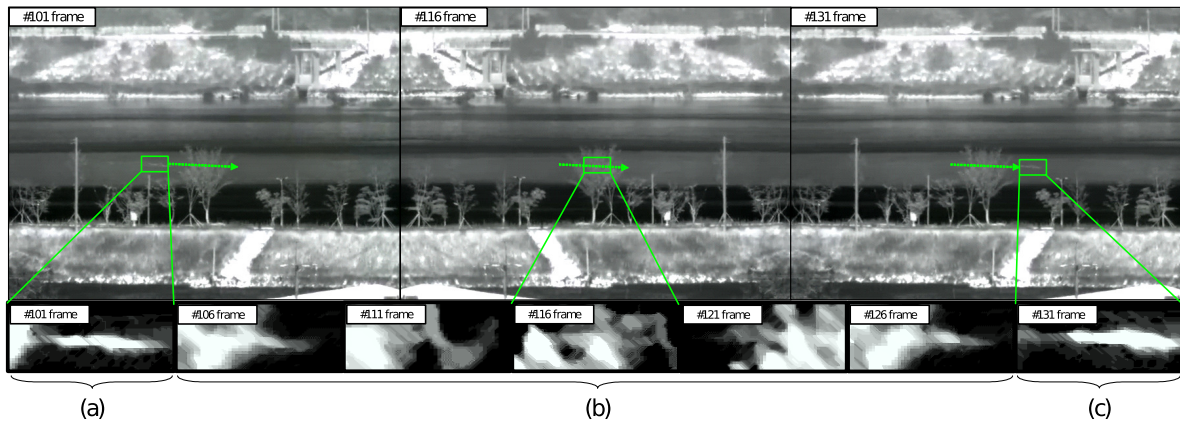 #101 frame
#116 frame
#131 frame
#101 frame
#106 frame
#111 frame
#116 frame
#121 frame
#126 frame
#131 frame
(a)
(b)
(c)